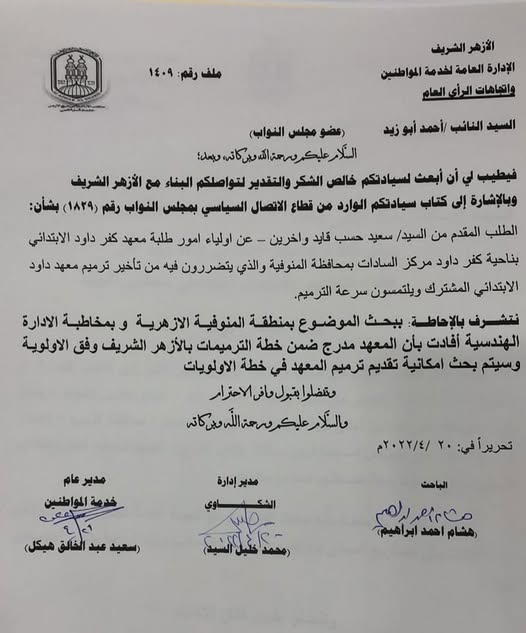 الأزهر الشريف
الإدارة العامة لخدمة المواطنين
واتجاهات الرأي العام
ملف رقم: ١٤٠٩
السيد النائب /أحمد أبو زيد (عضو مجلس النواب)
السلام عليكم ورحمة الله وبركاته وبعد؛
فيطيب لي أن أبعث لسيادتكم خالص الشكر والتقدير لتواصلكم البناء مع الأزهر الشريف
وبالإشارة إلى كتاب سيادتكم الوارد من قطاع الاتصال السياسي بمجلس النواب رقم (١٨٢٩) بشأن:
الطلب المقدم من السيد/ سعيد حسب قايد واخرين – عن اولياء امور طلبة معهد كفر داود الابتدائي
بناحية كفر داود مركز السادات بمحافظة المنوفية والذي يتضررون فيه من تأخير ترميم معهد داود
الابتدائي المشترك ويلتمسون سرعة الترميم.
نتشرف بالإحاطة: ببحث الموضوع بمنطقة المنوفية الازهرية و بمخاطبة الادارة
الهندسية أفادت بأن المعهد مدرج ضمن خطة الترميمات بالأزهر الشريف وفق الاولوية
وسيتم بحث امكانية تقديم ترميم المعهد في خطة الاولويات
وتفضلوا بقبول وافر الاحترام
والسلام عليكم ورحمة الله وبركاته
تحريراً في: ٢٠ /٤/ ٢٠٢٢م
الباحث
هشام احمد ابراهيم
(هشام احمد ابراهيم)
مدير إدارة
الشكـــاوي
(محمد خليل السيد)
مدير عام
خدمة المواطنين
(سعيد عبد الخالق هيكل)